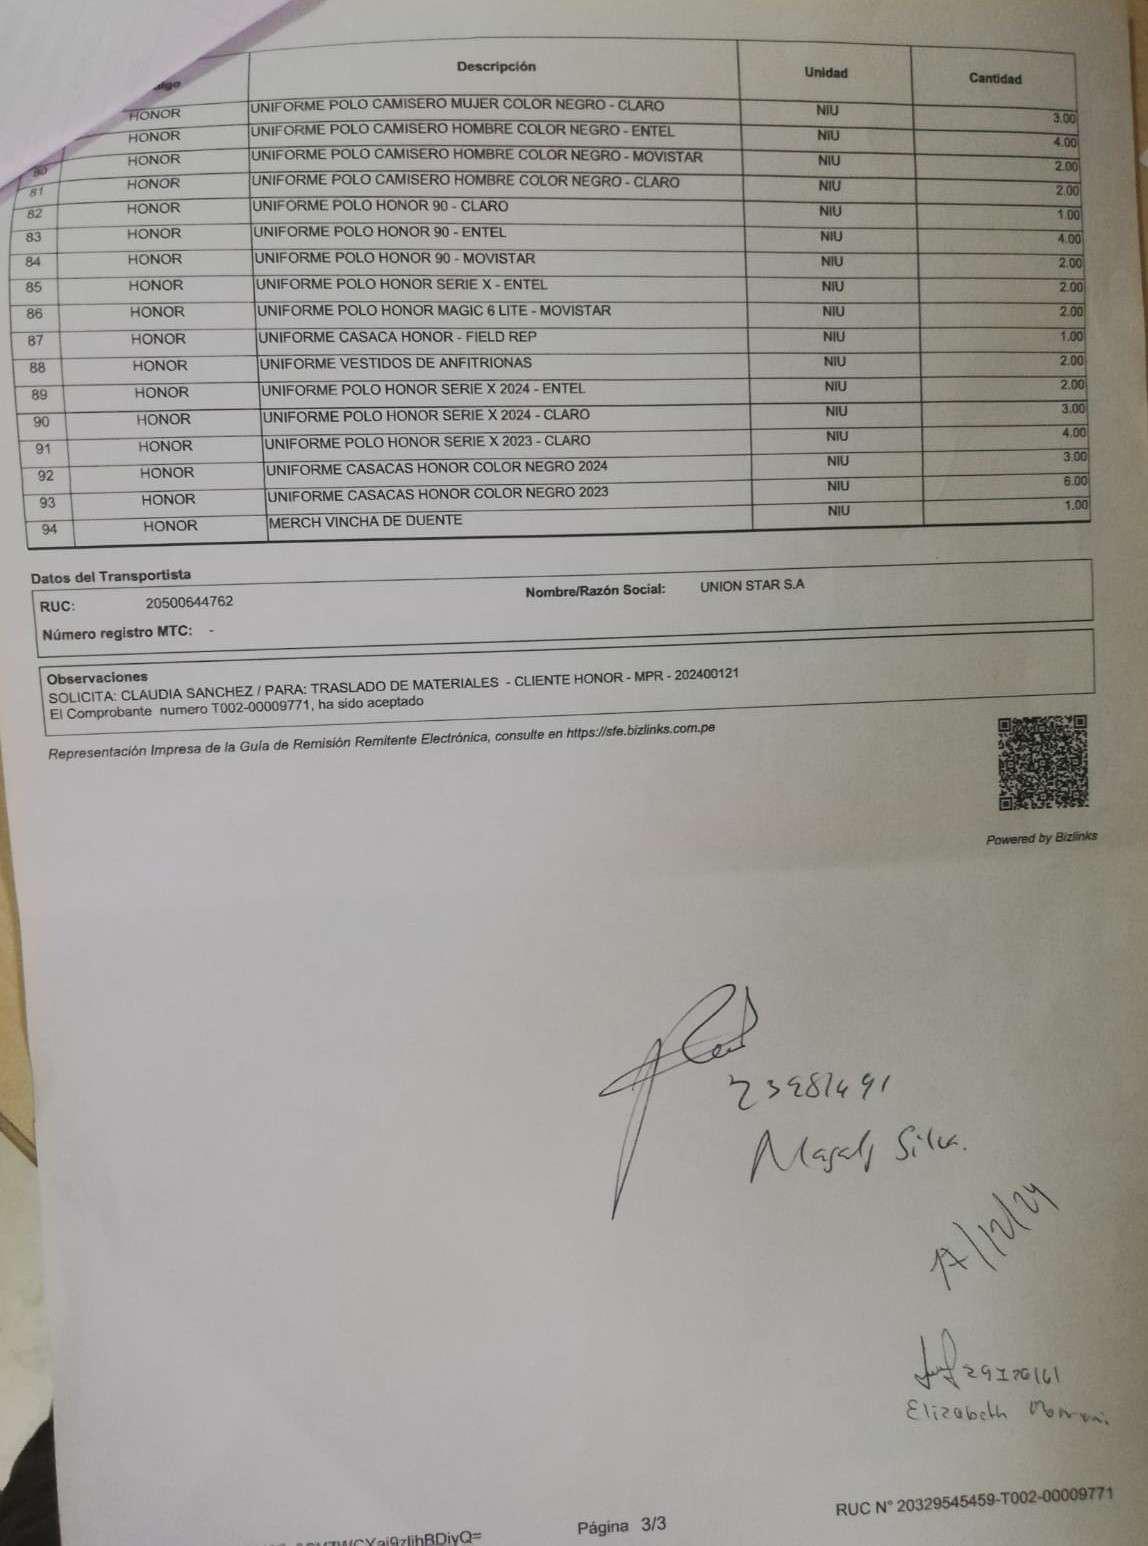 Descripción Unidad Cantidad
HONOR UNIFORME POLO CAMISERO MUJER COLOR NEGRO - CLARO NIU 3.00
HONOR UNIFORME POLO CAMISERO HOMBRE COLOR NEGRO - ENTEL NIU 4.00
80 HONOR UNIFORME POLO CAMISERO HOMBRE COLOR NEGRO - MOVISTAR NIU 2.00
81 HONOR UNIFORME POLO CAMISERO HOMBRE COLOR NEGRO - CLARO NIU 2.00
82 HONOR UNIFORME POLO HONOR 90 - CLARO NIU 1.00
83 HONOR UNIFORME POLO HONOR 90 - ENTEL NIU 4.00
84 HONOR UNIFORME POLO HONOR 90 - MOVISTAR NIU 2.00
85 HONOR UNIFORME POLO HONOR SERIE X - ENTEL NIU 2.00
86 HONOR UNIFORME POLO HONOR MAGIC 6 LITE - MOVISTAR NIU 2.00
87 HONOR UNIFORME CASACA HONOR - FIELD REP NIU 1.00
88 HONOR UNIFORME VESTIDOS DE ANFITRIONAS NIU 2.00
89 HONOR UNIFORME POLO HONOR SERIE X 2024 - ENTEL NIU 2.00
90 HONOR UNIFORME POLO HONOR SERIE X 2024 - CLARO NIU 3.00
91 HONOR UNIFORME POLO HONOR SERIE X 2023 - CLARO NIU 4.00
92 HONOR UNIFORME CASACAS HONOR COLOR NEGRO 2024 NIU 3.00
93 HONOR UNIFORME CASACAS HONOR COLOR NEGRO 2023 NIU 6.00
94 HONOR MERCH VINCHA DE DUENTE NIU 1.00
Datos del Transportista
RUC: 20500644762 Nombre/Razón Social: UNION STAR S.A
Número registro MTC: -
Observaciones
SOLICITA: CLAUDIA SANCHEZ / PARA: TRASLADO DE MATERIALES - CLIENTE HONOR - MPR - 202400121
El Comprobante numero T002-00009771, ha sido aceptado
Representación Impresa de la Guía de Remisión Remitente Electrónica, consulte en https://sfe.bizlinks.com.pe
Powered by Bizlinks
Magaly Silva.
17/12/24
Elizabeth
Página 3/3
RUC N° 20329545459-T002-00009771